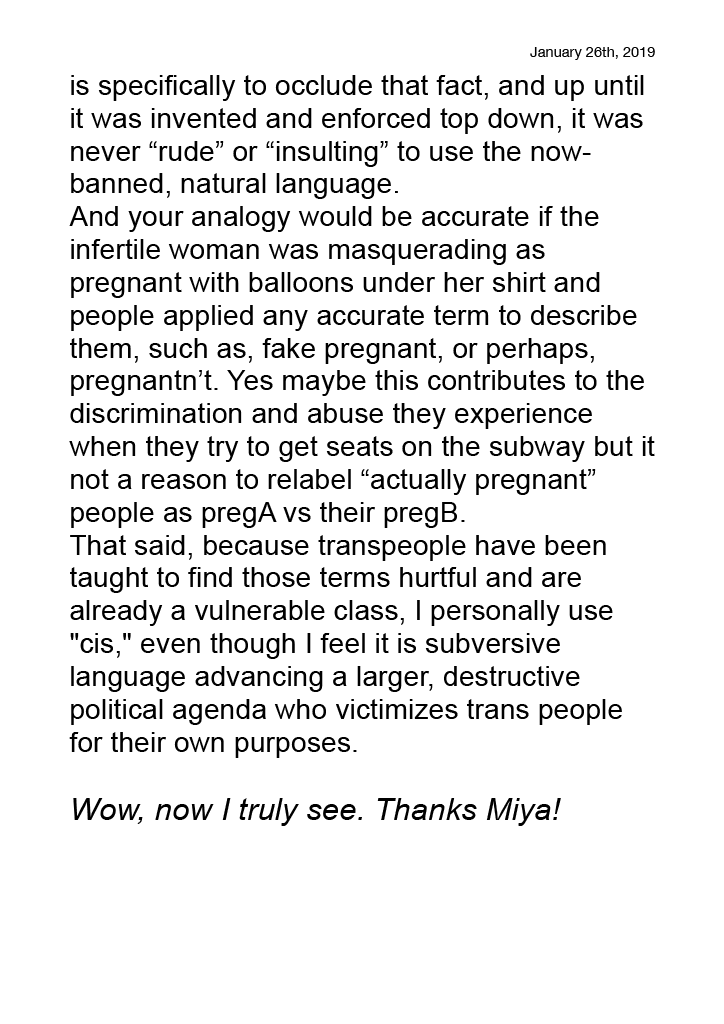 January 26th, 2019
is specifically to occlude that fact, and up until
it was invented and enforced top down, it was
never “rude” or “insulting” to use the now-
banned, natural language.
And your analogy would be accurate if the
infertile woman was masquerading as
pregnant with balloons under her shirt and
people applied any accurate term to describe
them, such as, fake pregnant, or perhaps,
pregnantn’t. Yes maybe this contributes to the
discrimination and abuse they experience
when they try to get seats on the subway but it
not a reason to relabel “actually pregnant”
people as pregA vs their pregB.
That said, because transpeople have been
taught to find those terms hurtful and are
already a vulnerable class, I personally use
"cis," even though I feel it is subversive
language advancing a larger, destructive
political agenda who victimizes trans people
for their own purposes.
Wow, now I truly see. Thanks Miya!